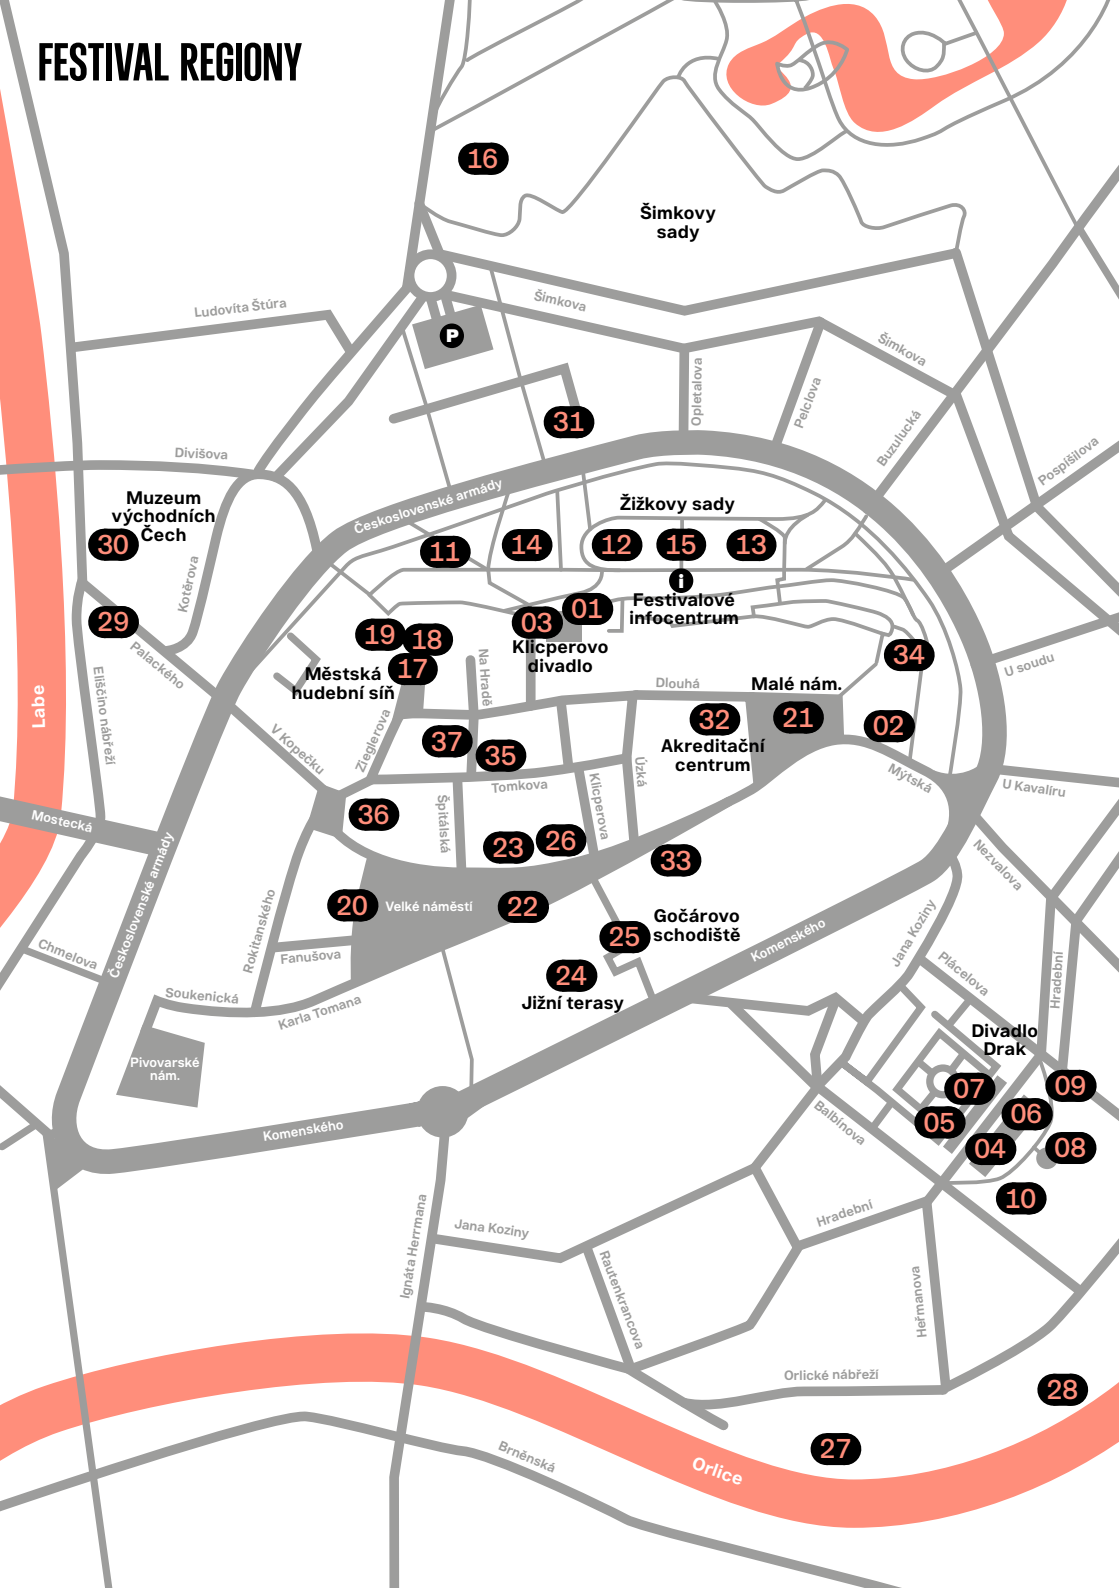 FESTIVAL REGIONY
16
Šimkovy
sady
Ludovíta Štúra
Šimkova
P
Šimkova
Opletalova
Pelclova
Buzulucká
Pospíšilova
31
Divišova
Československé armády
Muzeum
východních
Čech
30
Žižkovy sady
11
14
12
15
13
i
Festivalové
infocentrum
Kotěrova
29
Palackého
01
03
Klicperovo
divadlo
19
18
17
Městská
hudební síň
Na Hradě
34
U soudu
Labe
Eliščino nábřeží
Dlouhá
Malé nám.
32
21
02
Akreditační
centrum
V Kopečku
Zieglerova
37
35
Úzká
Mýtská
U Kavalíru
Tomkova
Klicperova
Mostecká
36
Špitálská
23
26
33
Nezvalova
Československé armády
20
Velké náměstí
22
Rokitanského
25
Gočárovo
schodiště
Komenského
Jana Koziny
Chmelova
Fanušova
Plácelova
Hradební
24
Jižní terasy
Soukenická
Karla Tomana
Divadlo
Drak
Pivovarské
nám.
07
09
05
06
04
08
Balbínova
Komenského
10
Ignáta Herrmana
Jana Koziny
Hradební
Rautenkrancova
Heřmanova
Orlické nábřeží
28
27
Brněnská
Orlice